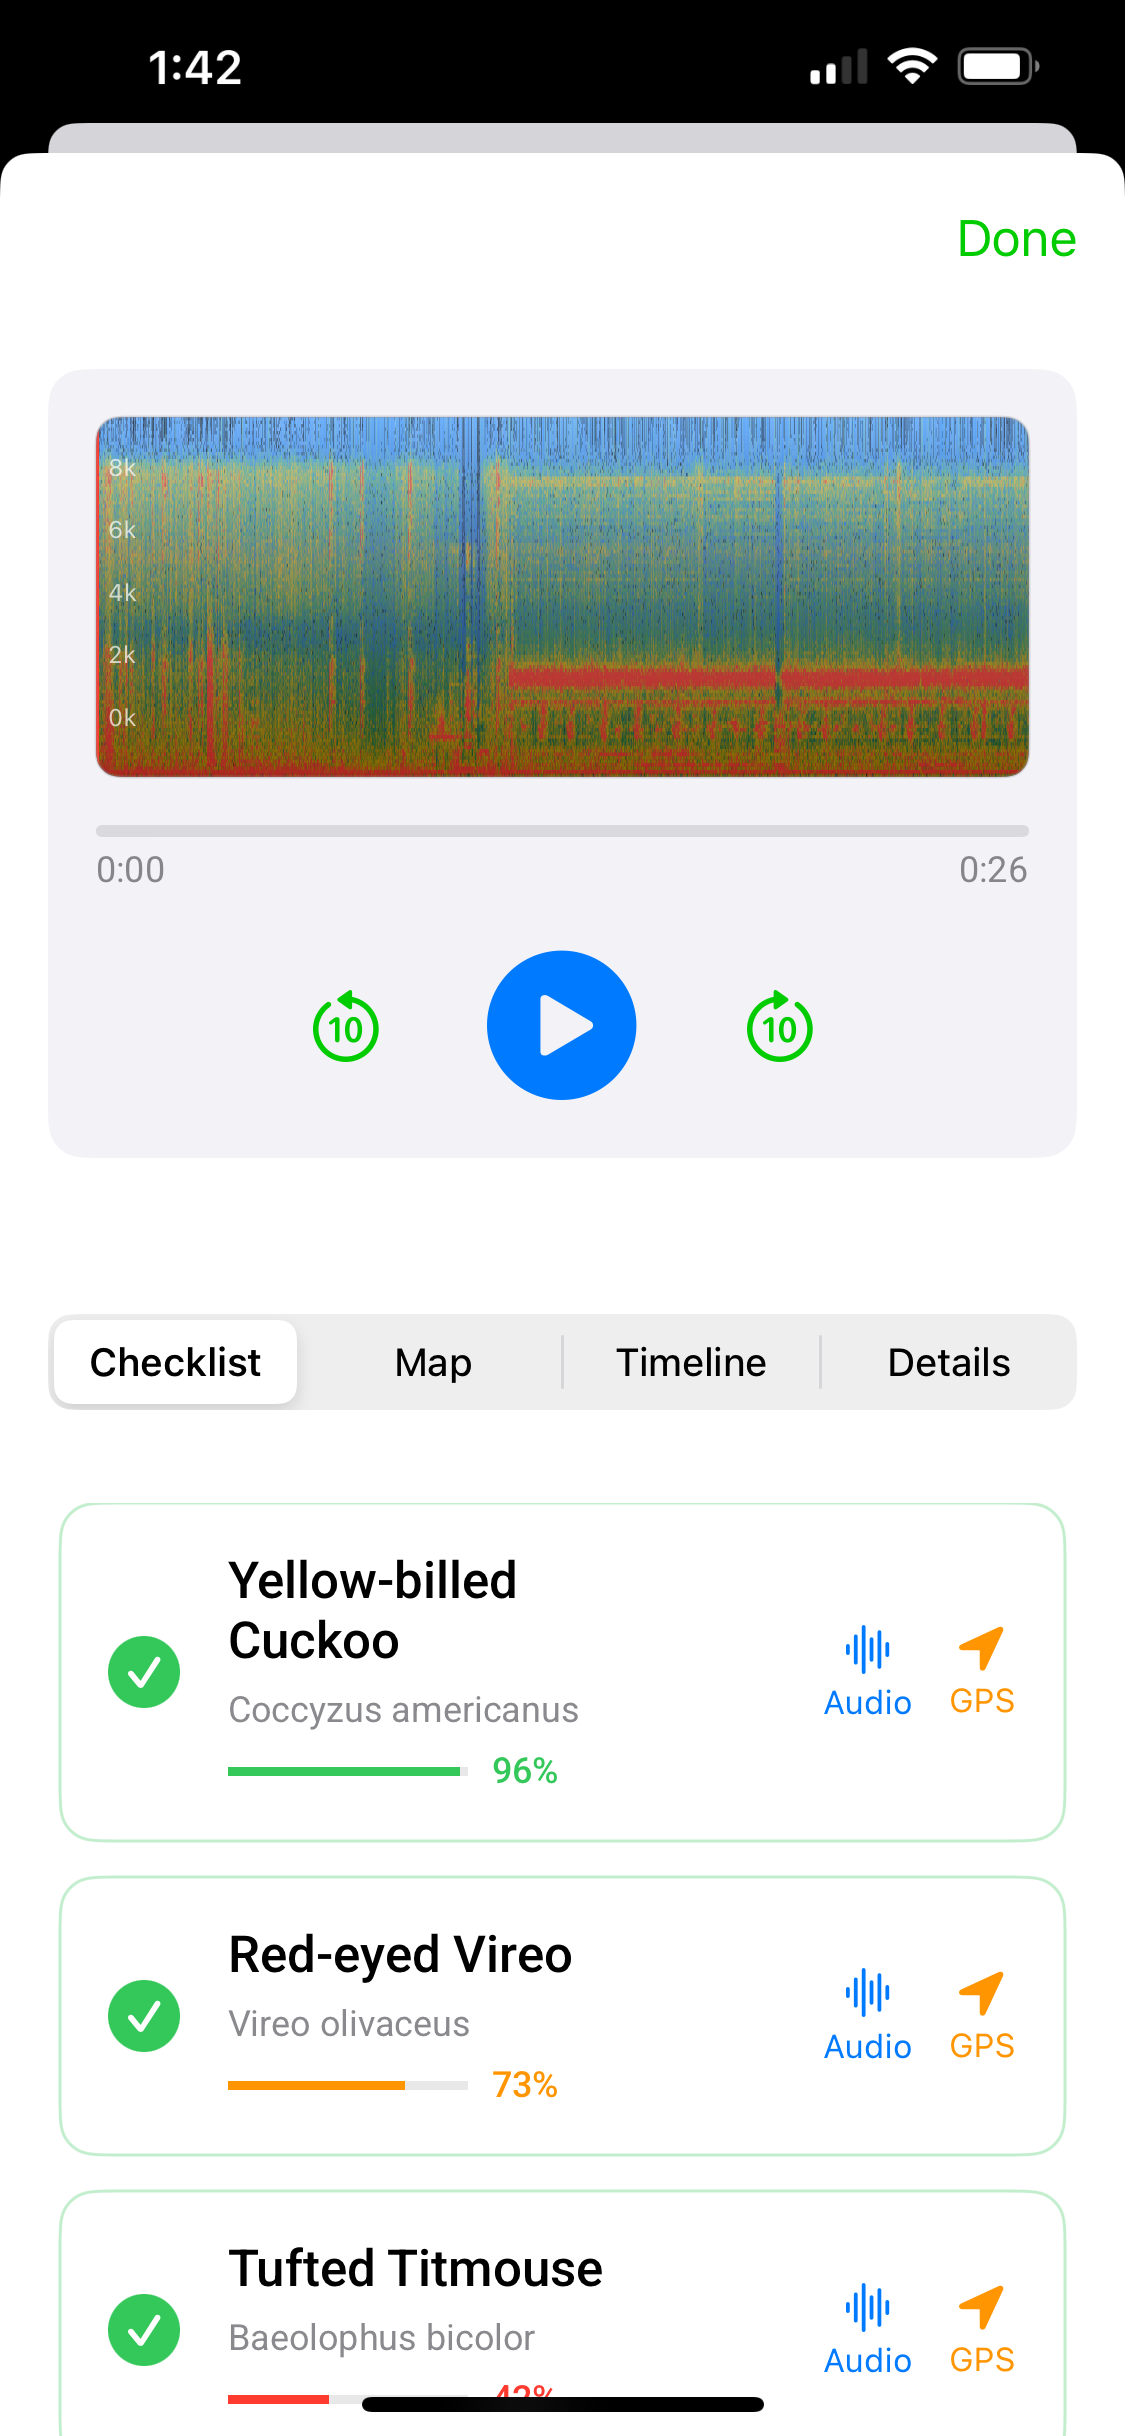 1:42
Done
8k
6k
4k
2k
0k
0:00
0:26
10
10
Checklist
Map
Timeline
Details
Yellow-billed
Cuckoo
Coccyzus americanus
96%
Audio
GPS
Red-eyed Vireo
Vireo olivaceus
73%
Audio
GPS
Tufted Titmouse
Baeolophus bicolor
42%
Audio
GPS